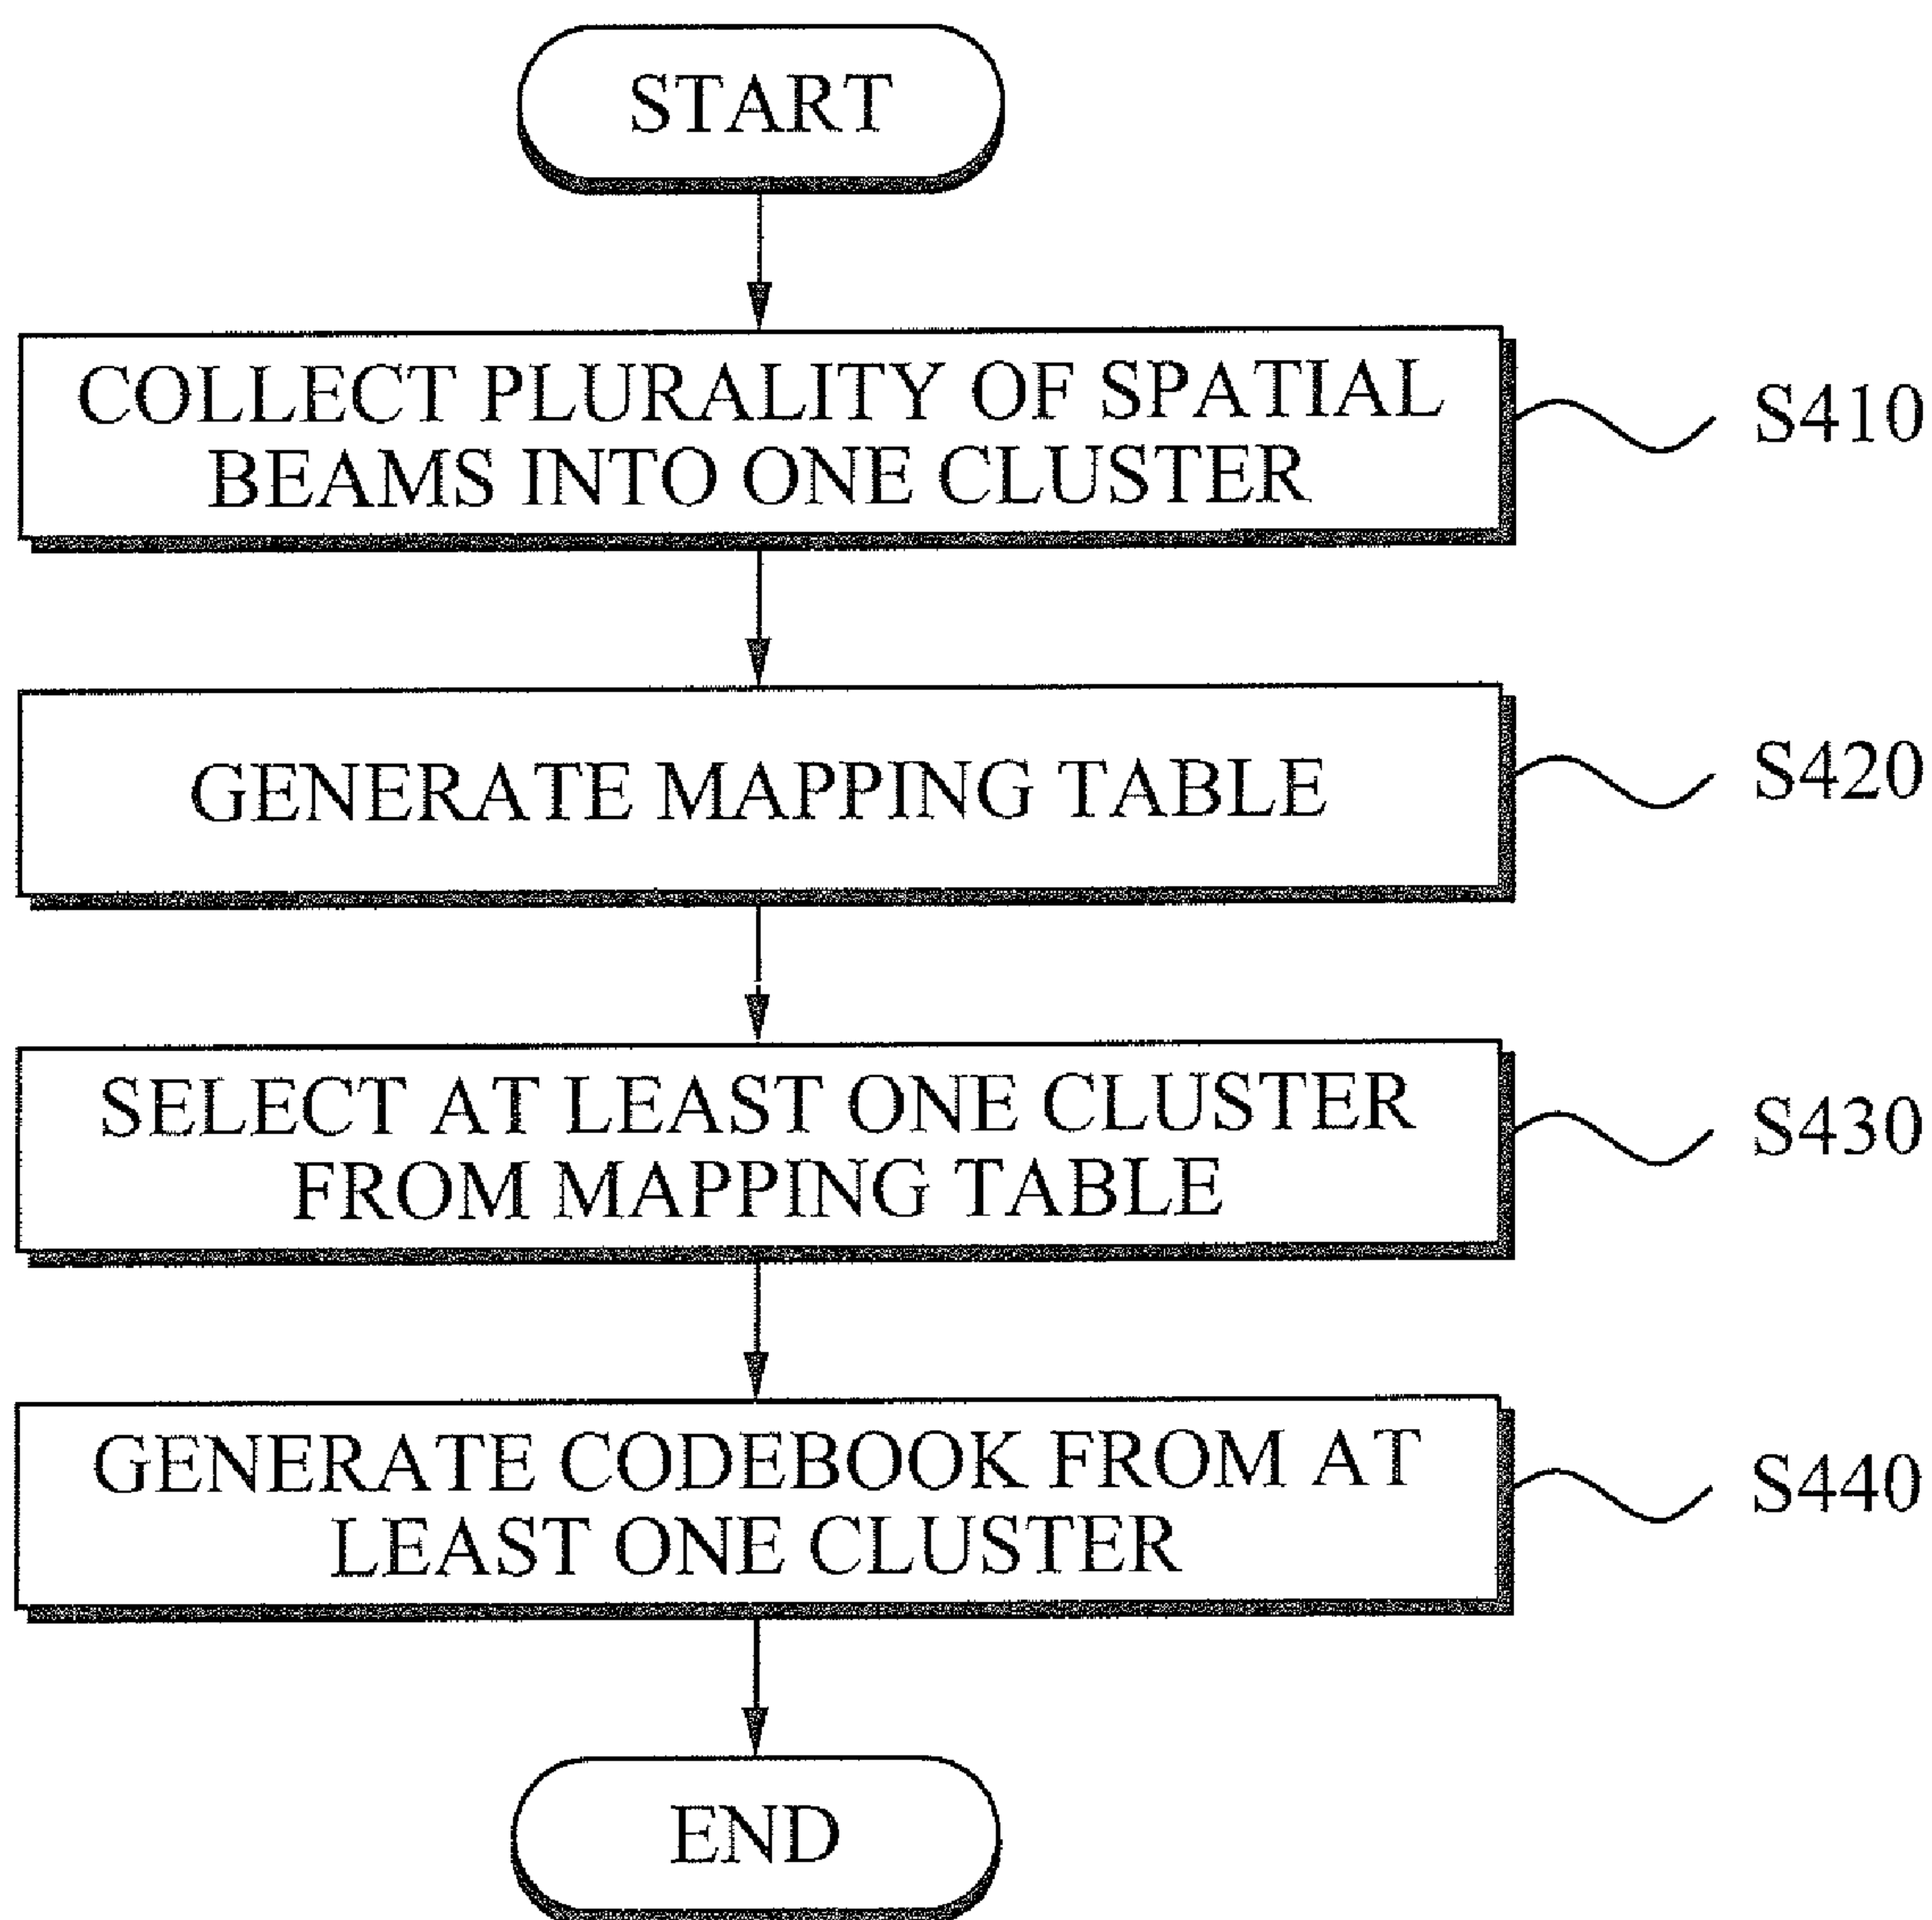 START
COLLECT PLURALITY OF SPATIAL
BEAMS INTO ONE CLUSTER
S410
GENERATE MAPPING TABLE
S420
SELECT AT LEAST ONE CLUSTER
FROM MAPPING TABLE
S430
GENERATE CODEBOOK FROM AT
LEAST ONE CLUSTER
S440
END